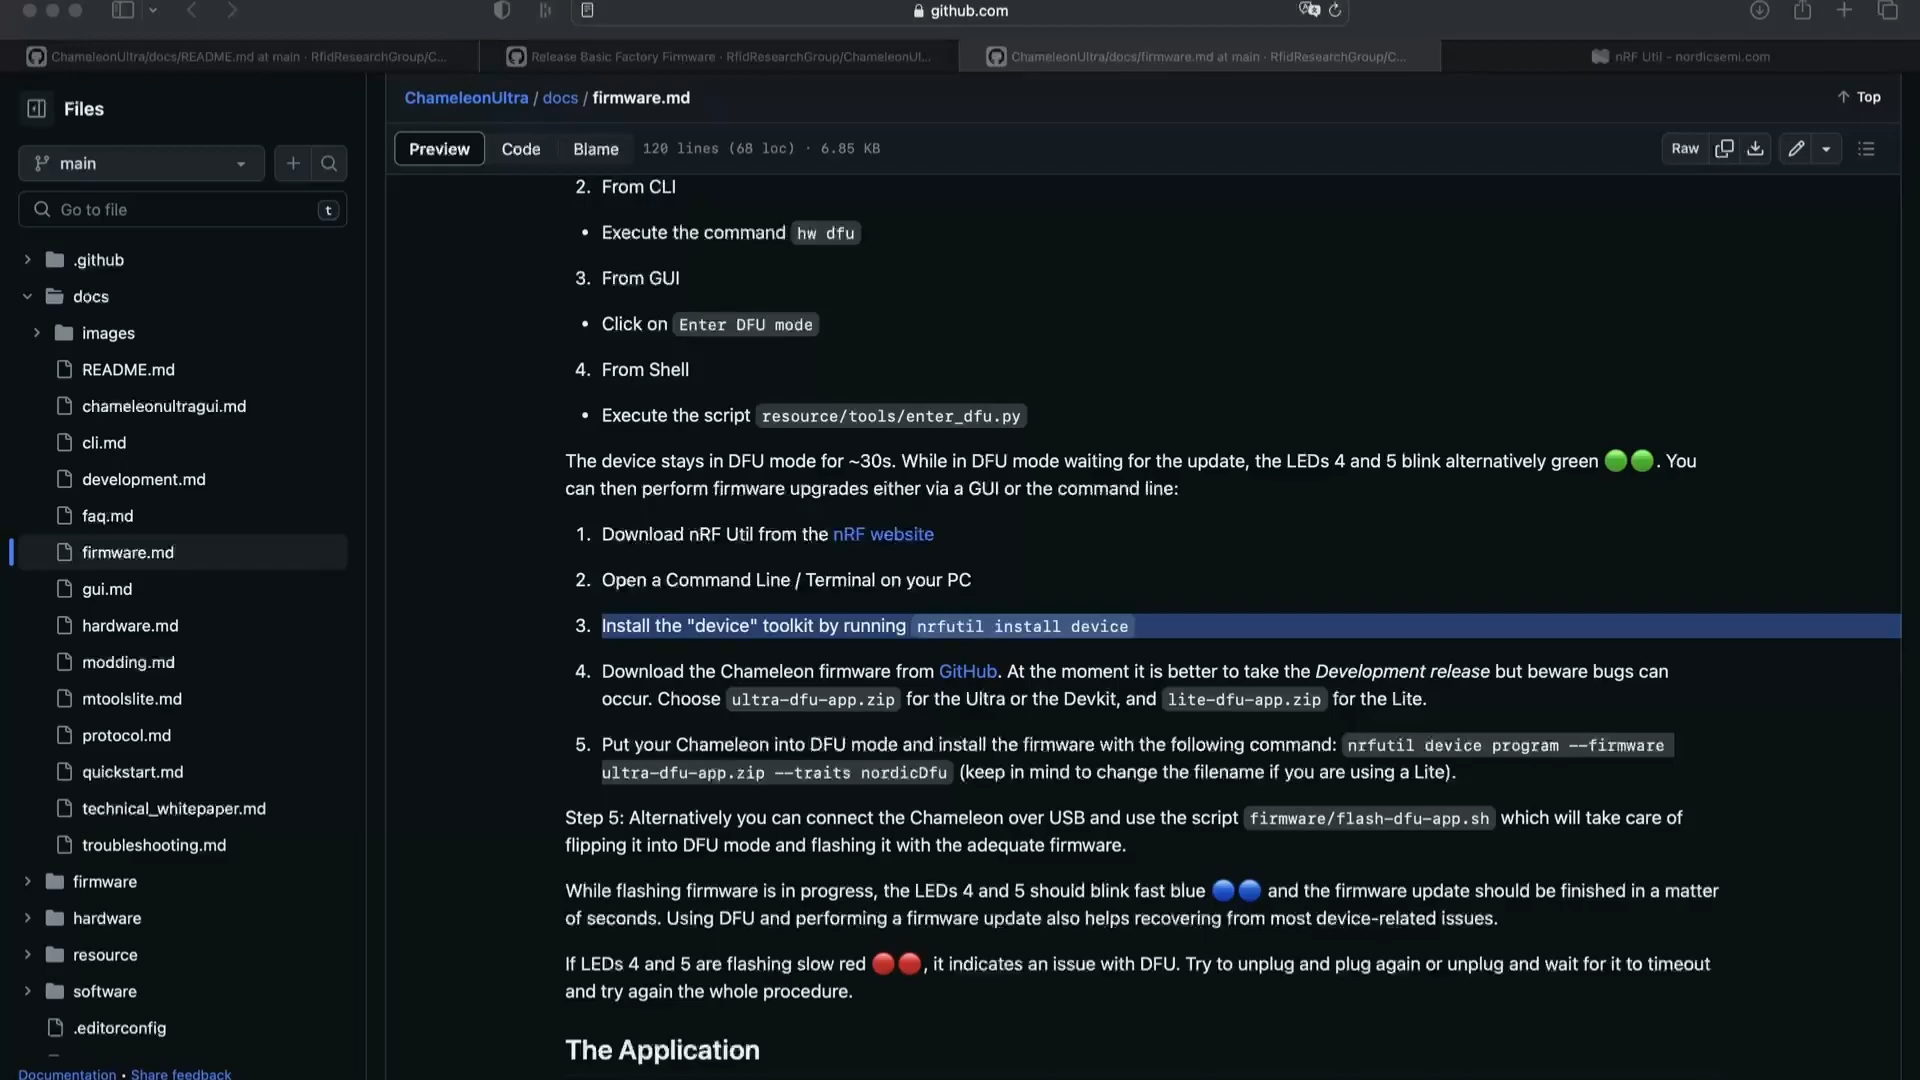 github.com
ChameleonUltra/docs/README.md at main · RfidResearchGroup/C...
Release Basic Factory Firmware · RfidResearchGroup/ChameleonUl...
ChameleonUltra/docs/firmware.md at main · RfidResearchGroup/C...
nRF Util - nordicsemi.com
Files
main
Go to file
t
.github
docs
images
README.md
chameleonultragui.md
cli.md
development.md
faq.md
firmware.md
gui.md
hardware.md
modding.md
mtoolslite.md
protocol.md
quickstart.md
technical_whitepaper.md
troubleshooting.md
firmware
hardware
resource
software
.editorconfig
Documentation • Share feedback
ChameleonUltra / docs / firmware.md
Top
Preview Code Blame 120 lines (68 loc) · 6.85 KB
Raw
2. From CLI
• Execute the command hw dfu
3. From GUI
• Click on Enter DFU mode
4. From Shell
• Execute the script resource/tools/enter_dfu.py
The device stays in DFU mode for ~30s. While in DFU mode waiting for the update, the LEDs 4 and 5 blink alternatively green 🟢🟢. You
can then perform firmware upgrades either via a GUI or the command line:
1. Download nRF Util from the nRF website
2. Open a Command Line / Terminal on your PC
3. Install the "device" toolkit by running nrfutil install device
4. Download the Chameleon firmware from GitHub. At the moment it is better to take the Development release but beware bugs can
occur. Choose ultra-dfu-app.zip for the Ultra or the Devkit, and lite-dfu-app.zip for the Lite.
5. Put your Chameleon into DFU mode and install the firmware with the following command: nrfutil device program --firmware
ultra-dfu-app.zip --traits nordicDfu (keep in mind to change the filename if you are using a Lite).
Step 5: Alternatively you can connect the Chameleon over USB and use the script firmware/flash-dfu-app.sh which will take care of
flipping it into DFU mode and flashing it with the adequate firmware.
While flashing firmware is in progress, the LEDs 4 and 5 should blink fast blue 🔵🔵 and the firmware update should be finished in a matter
of seconds. Using DFU and performing a firmware update also helps recovering from most device-related issues.
If LEDs 4 and 5 are flashing slow red 🔴🔴, it indicates an issue with DFU. Try to unplug and plug again or unplug and wait for it to timeout
and try again the whole procedure.
The Application